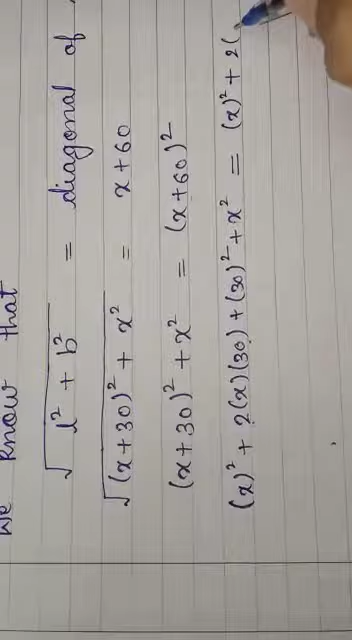 We know that
√(l² + b²) = diagonal of
√((x+30)² + x²) = x+60
(x+30)² + x² = (x+60)²
(x)² + 2(x)(30) + (30)² + x² = (x)² + 2(